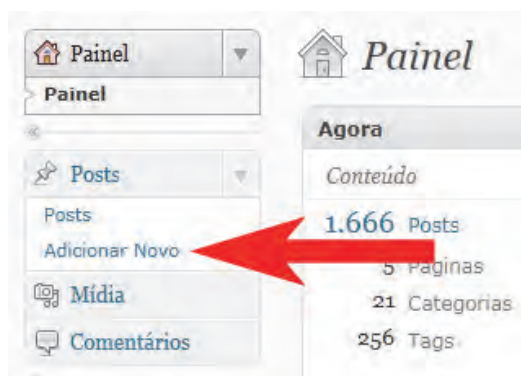 Painel
Painel
Posts
Posts
Adicionar Novo
Mídia
Comentários
Painel
Agora
Conteúdo
1.666 Posts
5 Páginas
21 Categorias
256 Tags